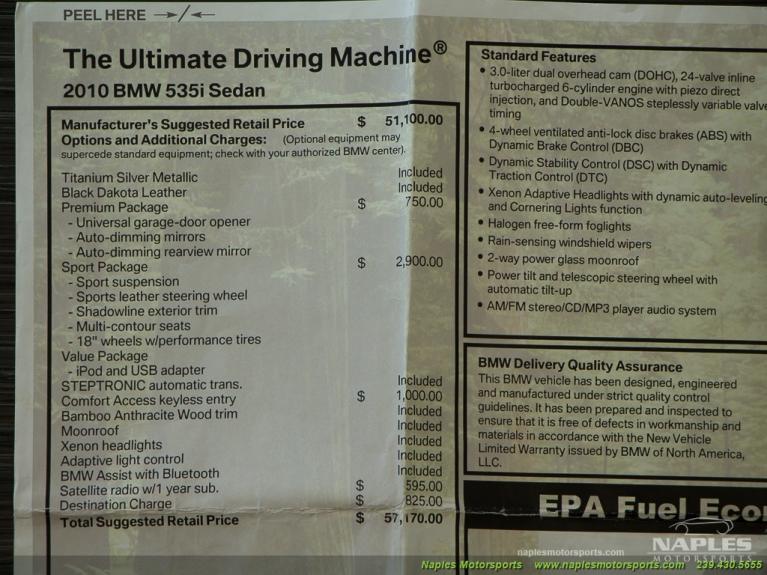 PEEL HERE
The Ultimate Driving Machine®
2010 BMW 535i Sedan
Manufacturer's Suggested Retail Price $ 51,100.00
Options and Additional Charges: (Optional equipment may
supercede standard equipment; check with your authorized BMW center).
Titanium Silver Metallic Included
Black Dakota Leather Included
Premium Package $ 750.00
- Universal garage-door opener
- Auto-dimming mirrors
- Auto-dimming rearview mirror
Sport Package $ 2,900.00
- Sport suspension
- Sports leather steering wheel
- Shadowline exterior trim
- Multi-contour seats
- 18" wheels w/performance tires
Value Package
- iPod and USB adapter
STEPTRONIC automatic trans. Included
Comfort Access keyless entry $ 1,000.00
Bamboo Anthracite Wood trim Included
Moonroof Included
Xenon headlights Included
Adaptive light control Included
BMW Assist with Bluetooth Included
Satellite radio w/1 year sub. $ 595.00
Destination Charge $ 825.00
Total Suggested Retail Price $ 57,170.00
Standard Features
• 3.0-liter dual overhead cam (DOHC), 24-valve inline
turbocharged 6-cylinder engine with piezo direct
injection, and Double-VANOS steplessly variable valve
timing
• 4-wheel ventilated anti-lock disc brakes (ABS) with
Dynamic Brake Control (DBC)
• Dynamic Stability Control (DSC) with Dynamic
Traction Control (DTC)
• Xenon Adaptive Headlights with dynamic auto-leveling
and Cornering Lights function
• Halogen free-form foglights
• Rain-sensing windshield wipers
• 2-way power glass moonroof
• Power tilt and telescopic steering wheel with
automatic tilt-up
• AM/FM stereo/CD/MP3 player audio system
BMW Delivery Quality Assurance
This BMW vehicle has been designed, engineered
and manufactured under strict quality control
guidelines. It has been prepared and inspected to
ensure that it is free of defects in workmanship and
materials in accordance with the New Vehicle
Limited Warranty issued by BMW of North America,
LLC.
EPA Fuel Econ
naplesmotorsports.com
NAPLES
MOTORSPORTS
Naples Motorsports www.naplesmotorsports.com 239.430.5655